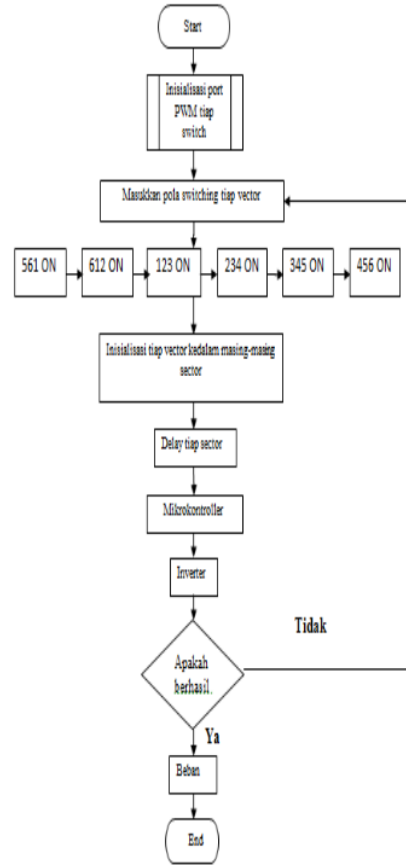 Start
Inisialisasi port
PWM tiap
switch
Masukkan pola switching tiap vector
561 ON
612 ON
123 ON
234 ON
345 ON
456 ON
Inisialisasi tiap vector kedalam masing-masing
sector
Delay tiap sector
Mikrokontroller
Inverter
Tidak
Apakah
berhasil.
Ya
Beban
End